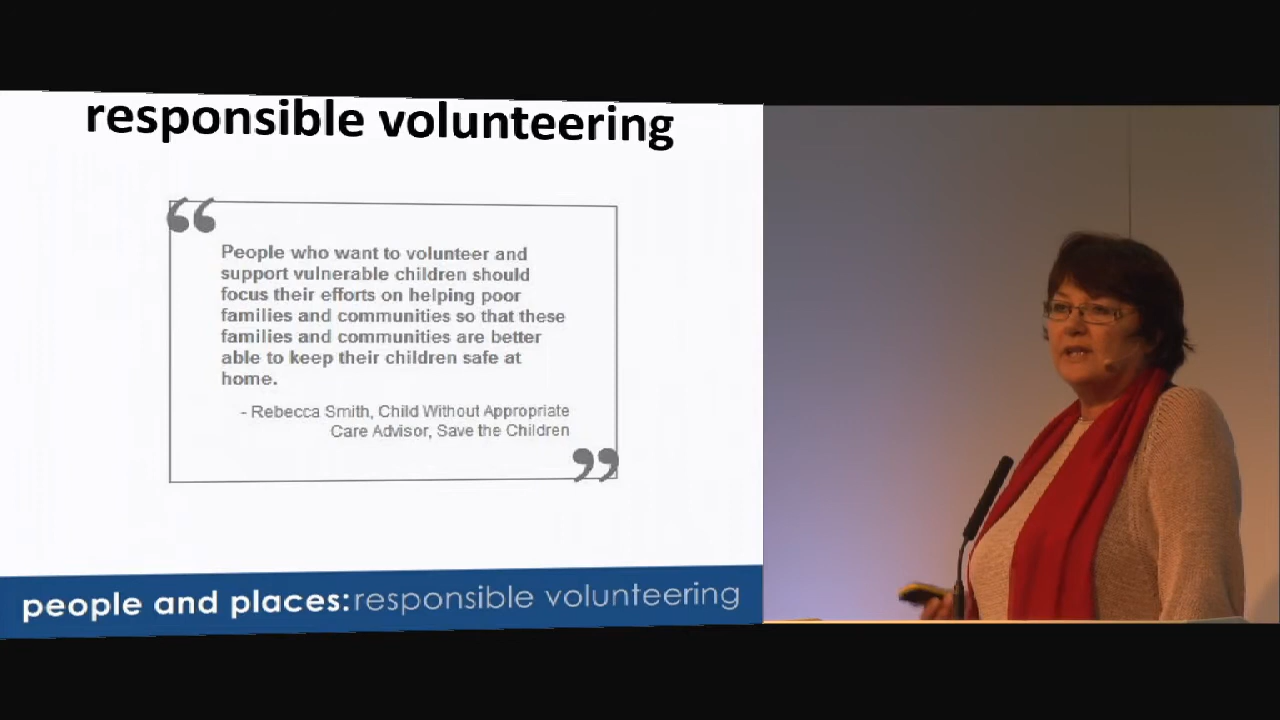 responsible volunteering
“
People who want to volunteer and
support vulnerable children should
focus their efforts on helping poor
families and communities so that these
families and communities are better
able to keep their children safe at
home.
- Rebecca Smith, Child Without Appropriate
Care Advisor, Save the Children
”
people and places:responsible volunteering